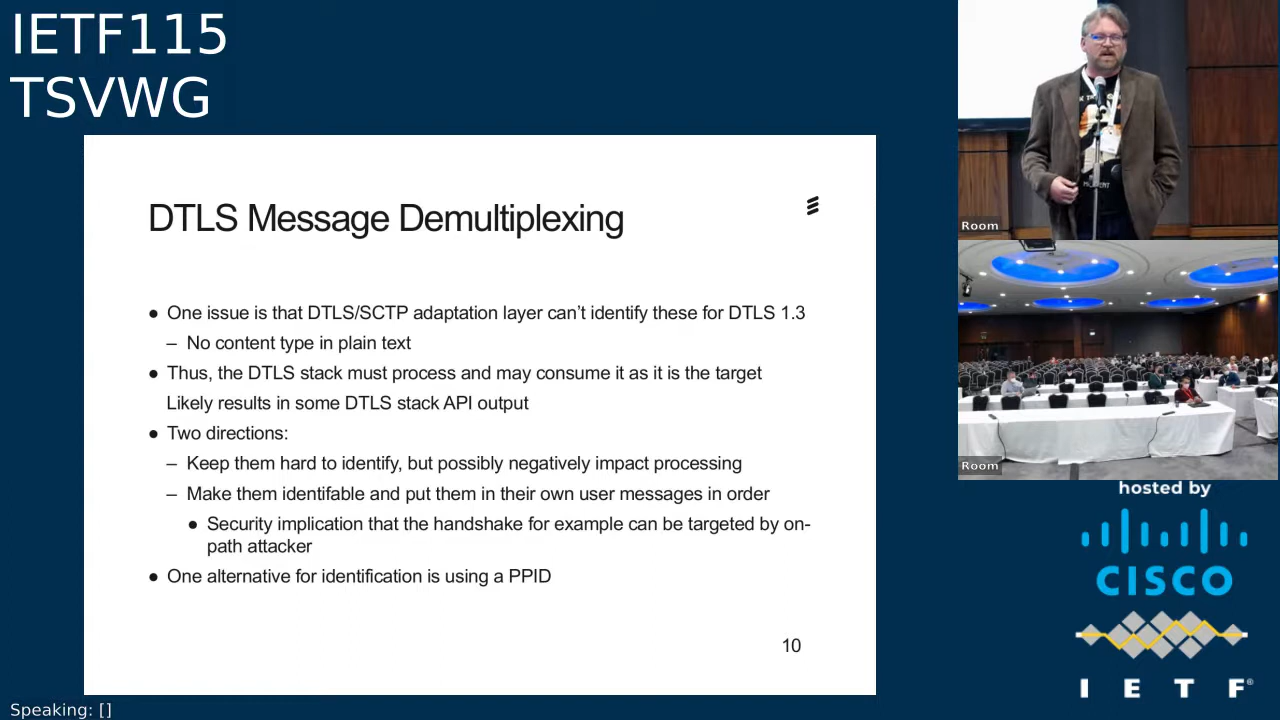 IETF115
TSVWG
DTLS Message Demultiplexing
● One issue is that DTLS/SCTP adaptation layer can't identify these for DTLS 1.3
– No content type in plain text
● Thus, the DTLS stack must process and may consume it as it is the target
Likely results in some DTLS stack API output
● Two directions:
– Keep them hard to identify, but possibly negatively impact processing
– Make them identifable and put them in their own user messages in order
● Security implication that the handshake for example can be targeted by on-
path attacker
● One alternative for identification is using a PPID
10
Room
Room
hosted by
CISCO
I E T F®
Speaking: []